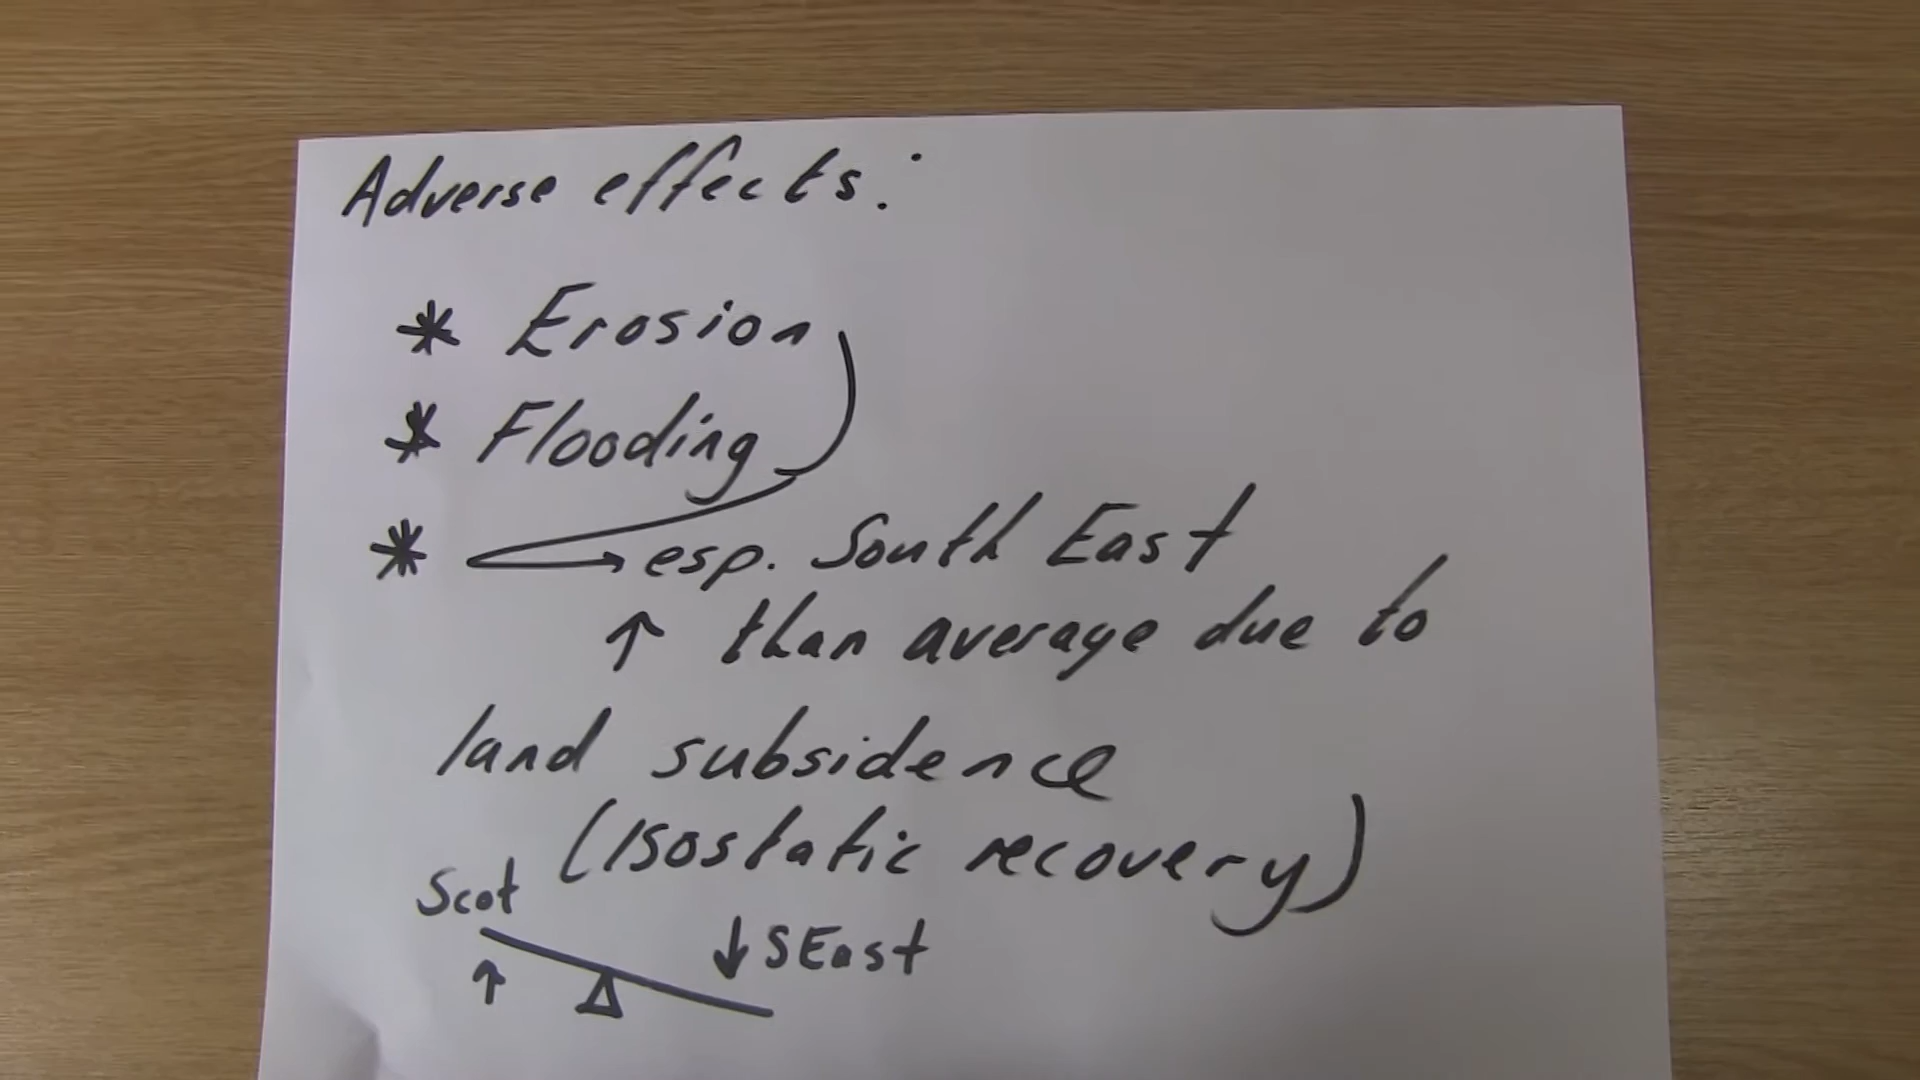 Adverse effects:
* Erosion
* Flooding
* → esp. South East
↑ than average due to
land subsidence
(Isostatic recovery)
Scot
↓ SEast
↑ Δ